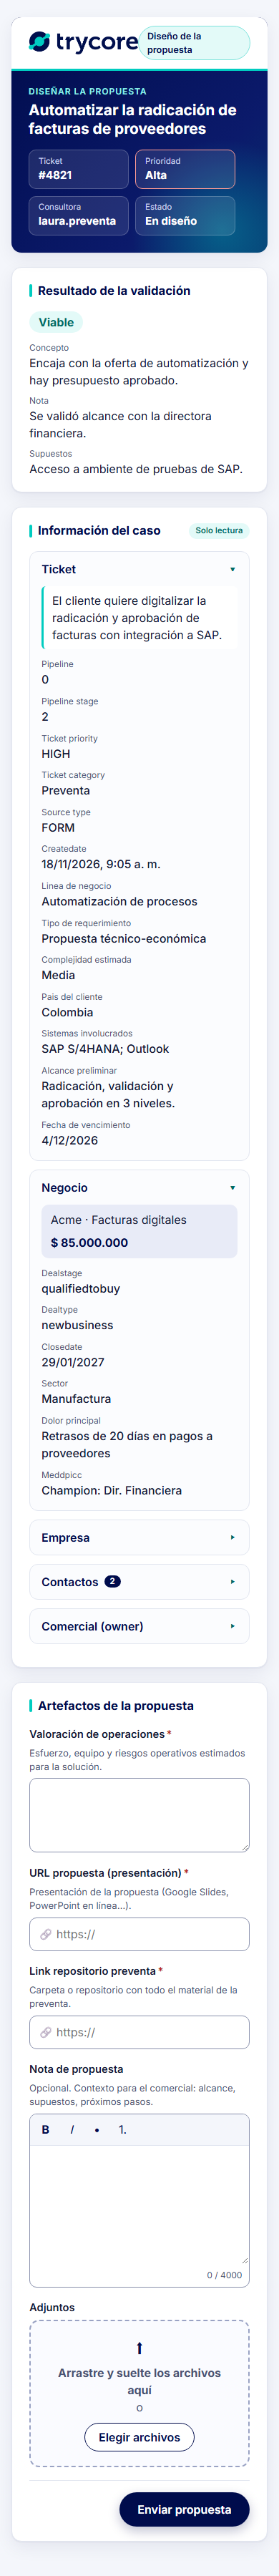 trycore
Diseño de la
propuesta
DISEÑAR LA PROPUESTA
Automatizar la radicación de
facturas de proveedores
Ticket
#4821
Prioridad
Alta
Consultora
laura.preventa
Estado
En diseño
Resultado de la validación
Viable
Concepto
Encaja con la oferta de automatización y
hay presupuesto aprobado.
Nota
Se validó alcance con la directora
financiera.
Supuestos
Acceso a ambiente de pruebas de SAP.
Información del caso
Solo lectura
Ticket
El cliente quiere digitalizar la
radicación y aprobación de
facturas con integración a SAP.
Pipeline
0
Pipeline stage
2
Ticket priority
HIGH
Ticket category
Preventa
Source type
FORM
Createdate
18/11/2026, 9:05 a. m.
Linea de negocio
Automatización de procesos
Tipo de requerimiento
Propuesta técnico-económica
Complejidad estimada
Media
Pais del cliente
Colombia
Sistemas involucrados
SAP S/4HANA; Outlook
Alcance preliminar
Radicación, validación y
aprobación en 3 niveles.
Fecha de vencimiento
4/12/2026
Negocio
Acme · Facturas digitales
$ 85.000.000
Dealstage
qualifiedtobuy
Dealtype
newbusiness
Closedate
29/01/2027
Sector
Manufactura
Dolor principal
Retrasos de 20 días en pagos a
proveedores
Meddpicc
Champion: Dir. Financiera
Empresa
Contactos 2
Comercial (owner)
Artefactos de la propuesta
Valoración de operaciones *
Esfuerzo, equipo y riesgos operativos estimados
para la solución.
URL propuesta (presentación) *
Presentación de la propuesta (Google Slides,
PowerPoint en línea…).
https://
Link repositorio preventa *
Carpeta o repositorio con todo el material de la
preventa.
https://
Nota de propuesta
Opcional. Contexto para el comercial: alcance,
supuestos, próximos pasos.
B I • 1.
0 / 4000
Adjuntos
Arrastre y suelte los archivos
aquí
o
Elegir archivos
Enviar propuesta